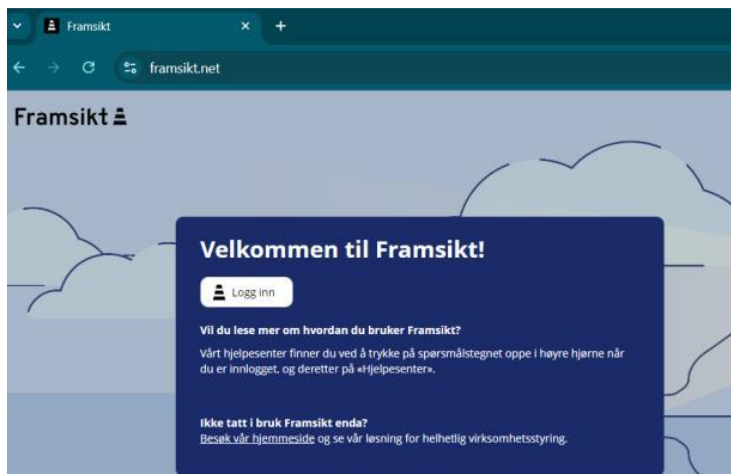 Framsikt
framsikt.net
Framsikt
Velkommen til Framsikt!
Logg inn
Vil du lese mer om hvordan du bruker Framsikt?
Vårt hjelpesenter finner du ved å trykke på spørsmålstegnet oppe i høyre hjørne når
du er innlogget, og deretter på «Hjelpesenter».
Ikke tatt i bruk Framsikt enda?
Besøk vår hjemmeside og se vår løsning for helhetlig virksomhetsstyring.